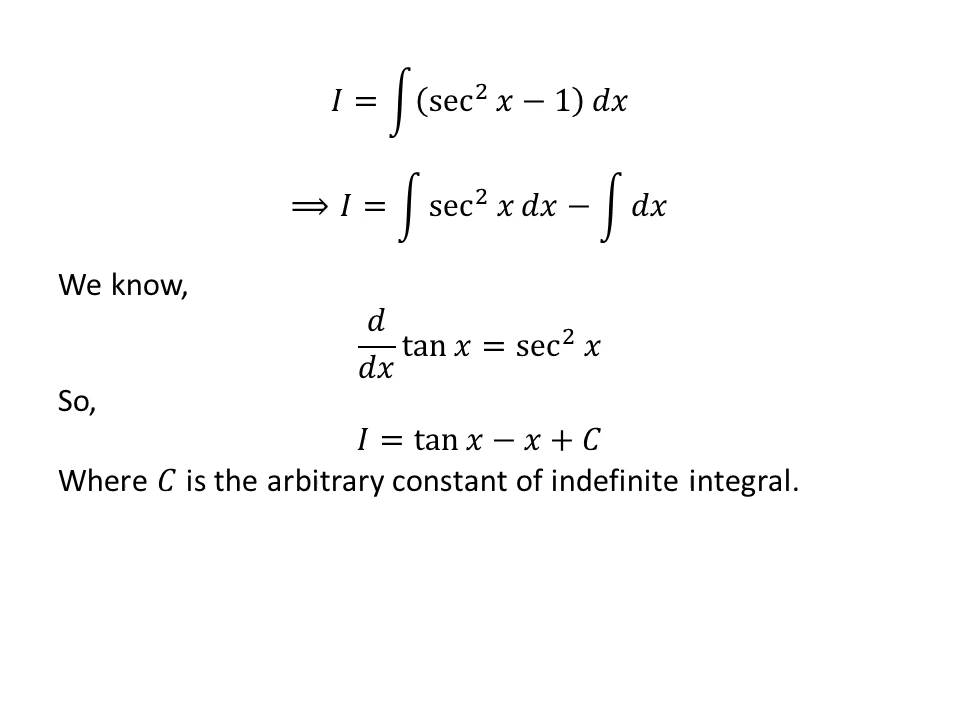 𝐼 = ∫(sec² 𝑥 − 1) 𝑑𝑥
⟹ 𝐼 = ∫ sec² 𝑥 𝑑𝑥 − ∫ 𝑑𝑥
We know,
𝑑/𝑑𝑥 tan 𝑥 = sec² 𝑥
So,
𝐼 = tan 𝑥 − 𝑥 + 𝐶
Where 𝐶 is the arbitrary constant of indefinite integral.